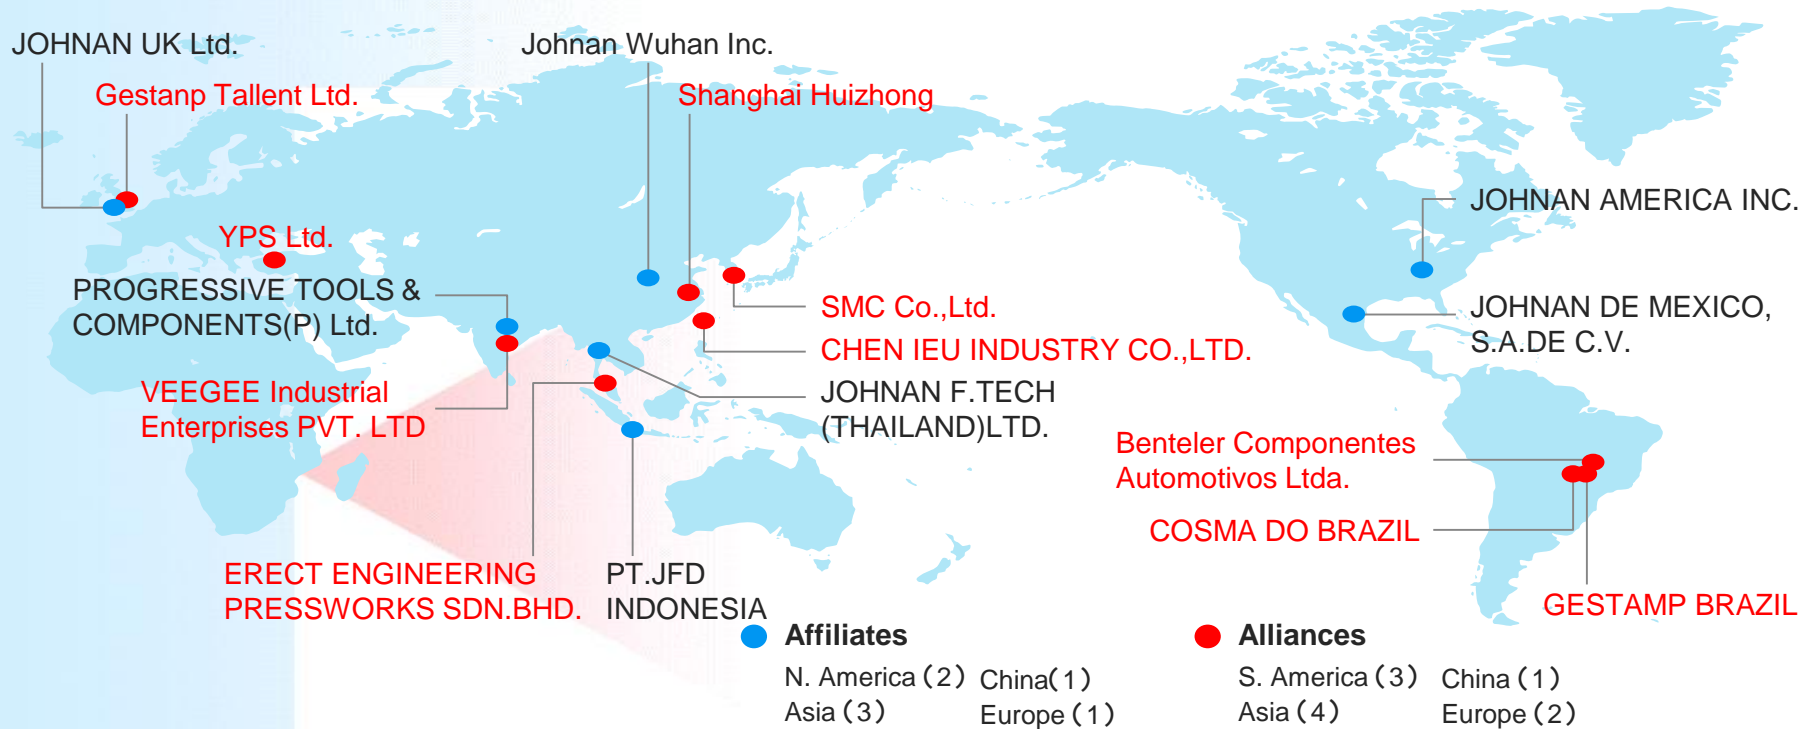 JOHNAN UK Ltd.
Johnan Wuhan Inc.
Gestanp Tallent Ltd.
Shanghai Huizhong
JOHNAN AMERICA INC.
YPS Ltd.
PROGRESSIVE TOOLS &
COMPONENTS(P) Ltd.
SMC Co.,Ltd.
JOHNAN DE MEXICO,
S.A.DE C.V.
CHEN IEU INDUSTRY CO.,LTD.
VEEGEE Industrial
Enterprises PVT. LTD
JOHNAN F.TECH
(THAILAND)LTD.
Benteler Componentes
Automotivos Ltda.
COSMA DO BRAZIL
ERECT ENGINEERING
PRESSWORKS SDN.BHD.
PT.JFD
INDONESIA
GESTAMP BRAZIL
Affiliates
N. America (2) China(1)
Asia (3) Europe (1)
Alliances
S. America (3) China (1)
Asia (4) Europe (2)